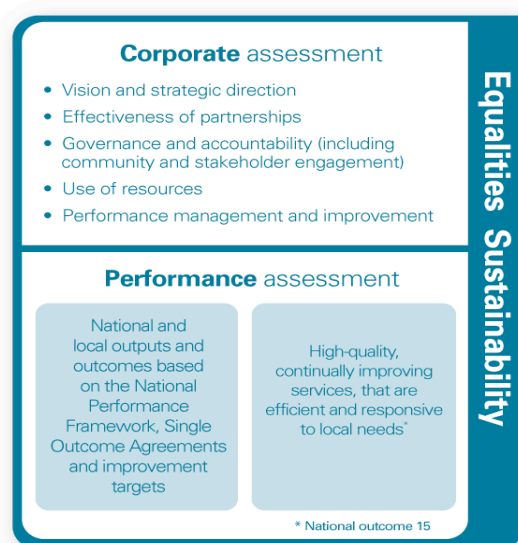 Corporate assessment
• Vision and strategic direction
• Effectiveness of partnerships
• Governance and accountability (including
community and stakeholder engagement)
• Use of resources
• Performance management and improvement
Performance assessment
National and
local outputs and
outcomes based
on the National
Performance
Framework, Single
Outcome Agreements
and improvement
targets
High-quality,
continually improving
services, that are
efficient and responsive
to local needs*
* National outcome 15
Equalities Sustainability